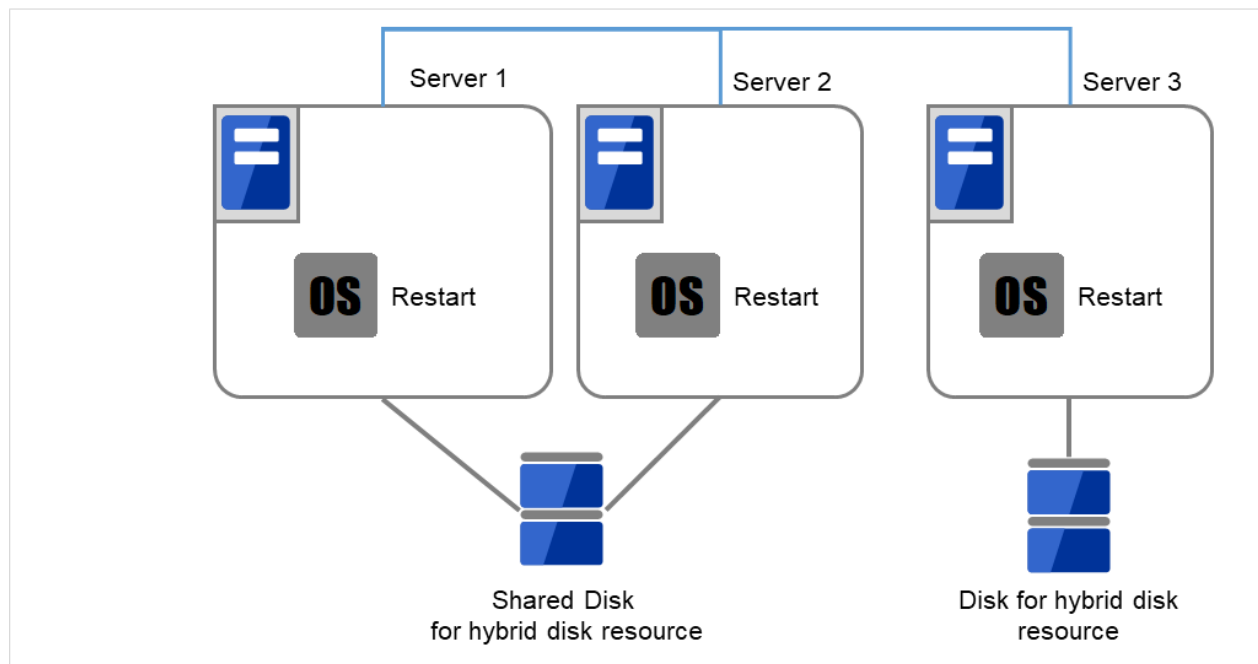 Server 1
Server 2
Server 3
OS Restart
OS Restart
OS Restart
Shared Disk
for hybrid disk resource
Disk for hybrid disk
resource